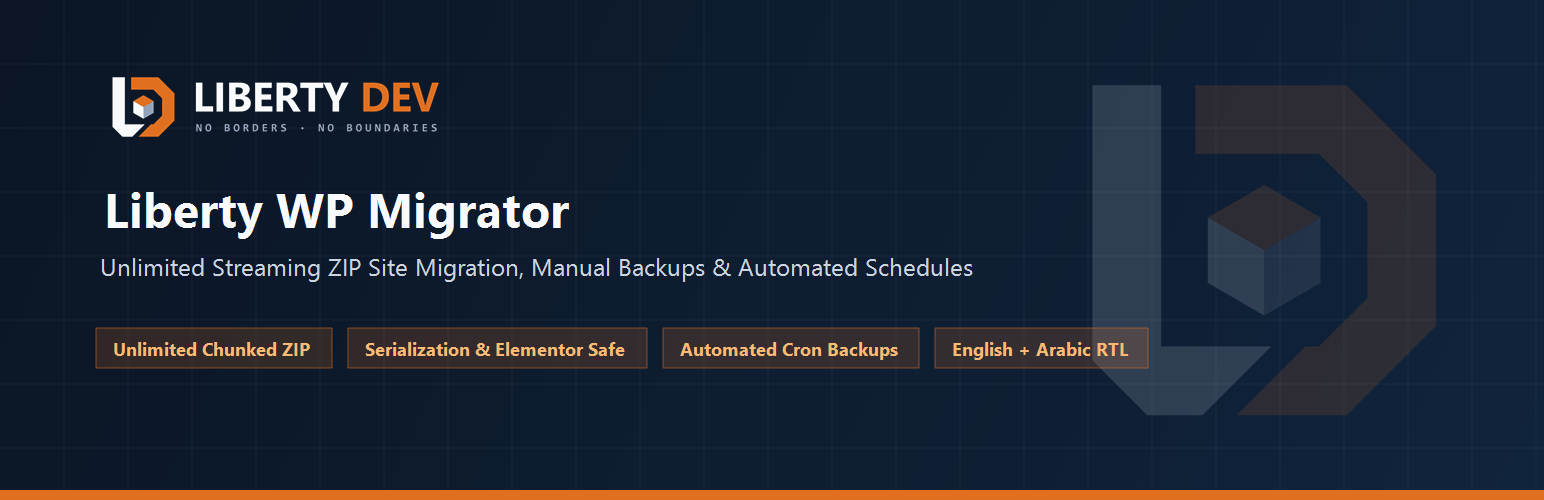 LIBERTY DEV
NO BORDERS · NO BOUNDARIES
Liberty WP Migrator
Unlimited Streaming ZIP Site Migration, Manual Backups & Automated Schedules
Unlimited Chunked ZIP
Serialization & Elementor Safe
Automated Cron Backups
English + Arabic RTL